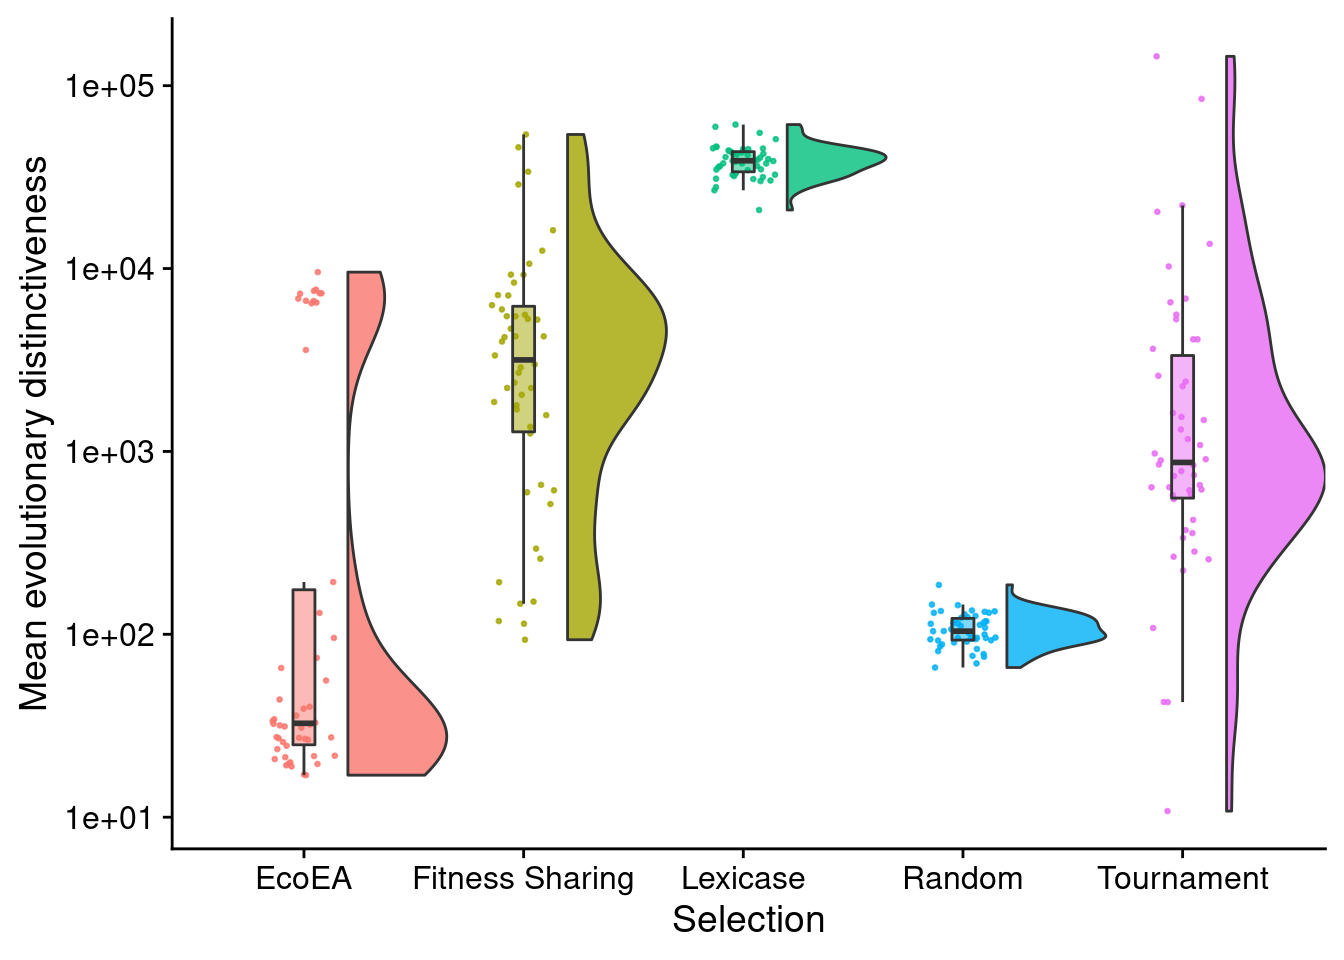 Mean evolutionary distinctiveness
1e+05
1e+04
1e+03
1e+02
1e+01
EcoEA
Fitness Sharing
Lexicase
Random
Tournament
Selection